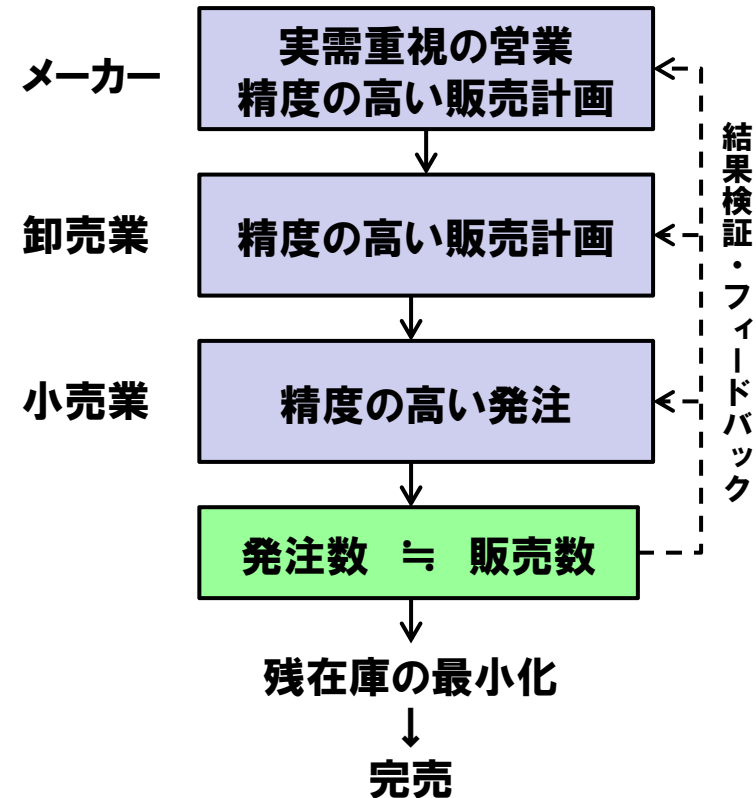 メーカー
実需重視の営業
精度の高い販売計画
卸売業
精度の高い販売計画
小売業
精度の高い発注
発注数 ≒ 販売数
残在庫の最小化
↓
完売
結果検証・フィードバック